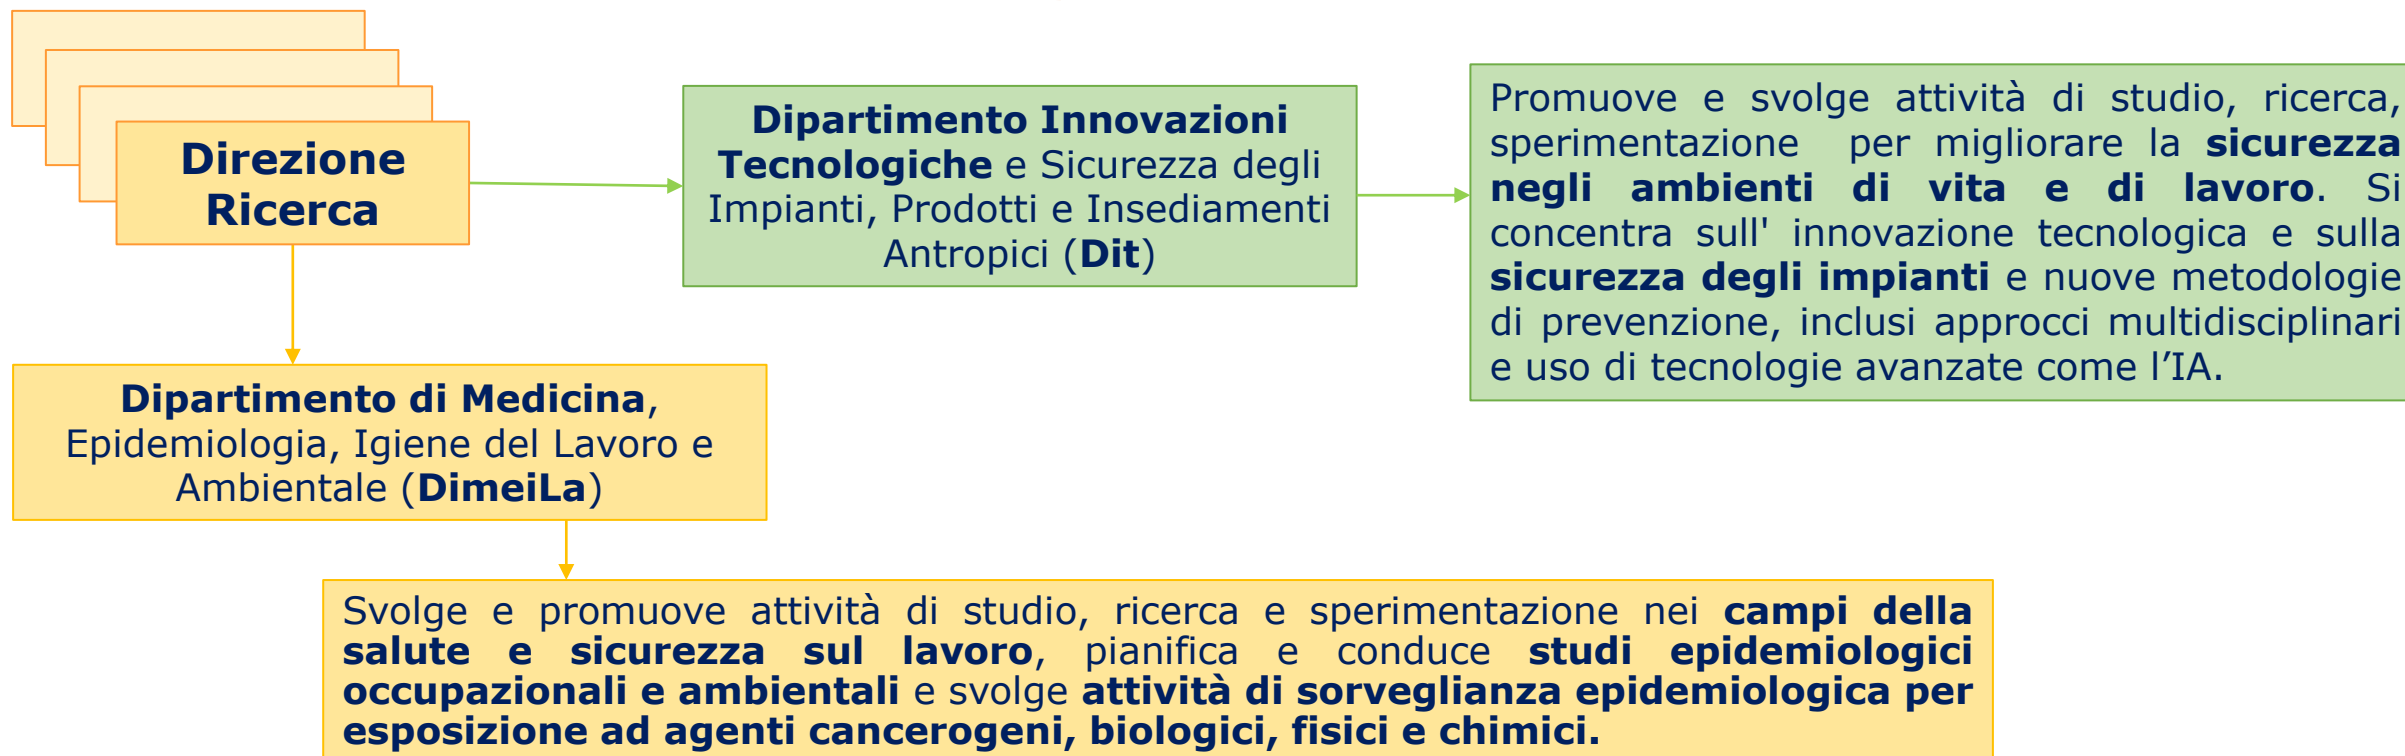 Direzione
Ricerca
Dipartimento Innovazioni
Tecnologiche e Sicurezza degli
Impianti, Prodotti e Insediamenti
Antropici (Dit)
Promuove e svolge attività di studio, ricerca,
sperimentazione per migliorare la sicurezza
negli ambienti di vita e di lavoro. Si
concentra sull' innovazione tecnologica e sulla
sicurezza degli impianti e nuove metodologie
di prevenzione, inclusi approcci multidisciplinari
e uso di tecnologie avanzate come l’IA.
Dipartimento di Medicina,
Epidemiologia, Igiene del Lavoro e
Ambientale (DimeiLa)
Svolge e promuove attività di studio, ricerca e sperimentazione nei campi della
salute e sicurezza sul lavoro, pianifica e conduce studi epidemiologici
occupazionali e ambientali e svolge attività di sorveglianza epidemiologica per
esposizione ad agenti cancerogeni, biologici, fisici e chimici.